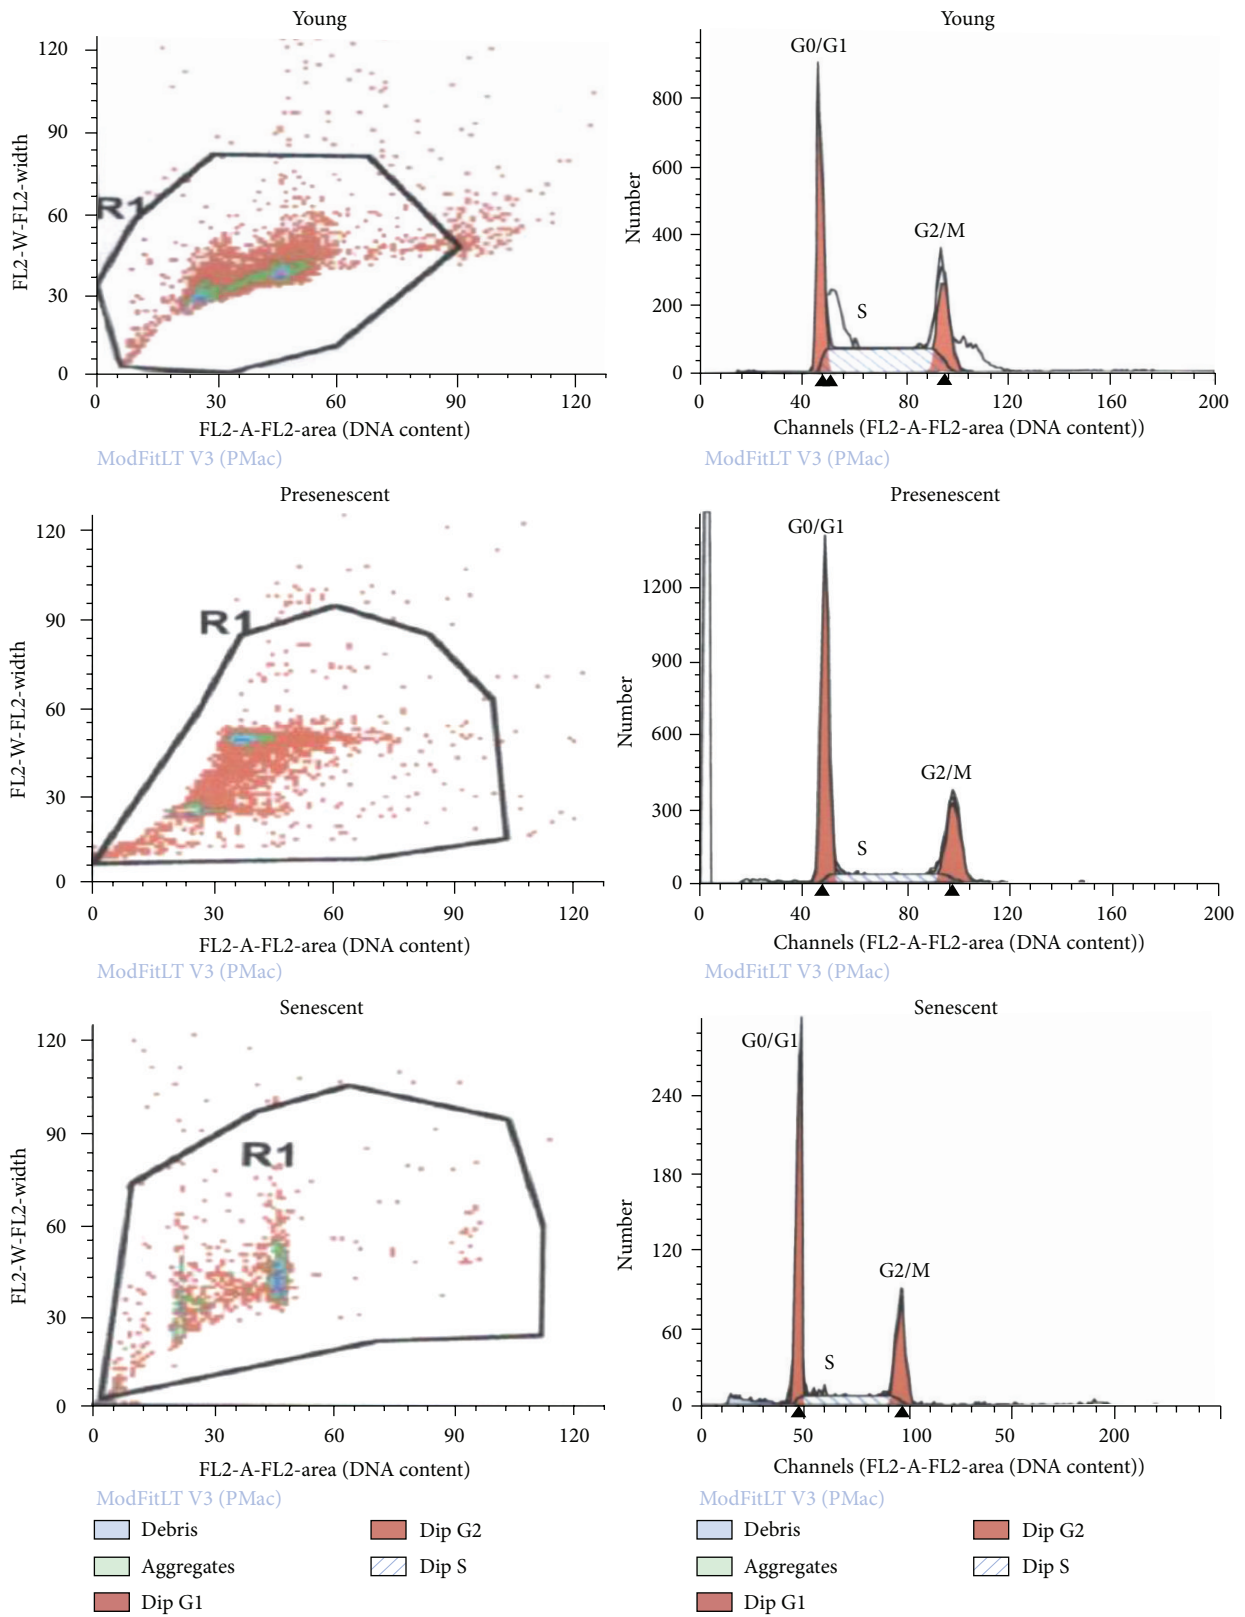 Young
120
90
60
30
0
R1
FL2-W-FL2-width
0 30 60 90 120
FL2-A-FL2-area (DNA content)
ModFitLT V3 (PMac)
Young
G0/G1
800
600
400
200
0
G2/M
S
Number
0 40 80 120 160 200
Channels (FL2-A-FL2-area (DNA content))
ModFitLT V3 (PMac)
Presenescent
120
90
60
30
0
R1
FL2-W-FL2-width
0 30 60 90 120
FL2-A-FL2-area (DNA content)
ModFitLT V3 (PMac)
Presenescent
G0/G1
1200
900
600
300
0
G2/M
S
Number
0 40 80 120 160 200
Channels (FL2-A-FL2-area (DNA content))
ModFitLT V3 (PMac)
Senescent
120
90
60
30
0
R1
FL2-W-FL2-width
0 30 60 90 120
FL2-A-FL2-area (DNA content)
ModFitLT V3 (PMac)
Senescent
G0/G1
240
180
120
60
0
G2/M
S
Number
0 50 100 50 200
Channels (FL2-A-FL2-area (DNA content))
ModFitLT V3 (PMac)
Debris
Aggregates
Dip G1
Dip G2
Dip S
Debris
Aggregates
Dip G1
Dip G2
Dip S